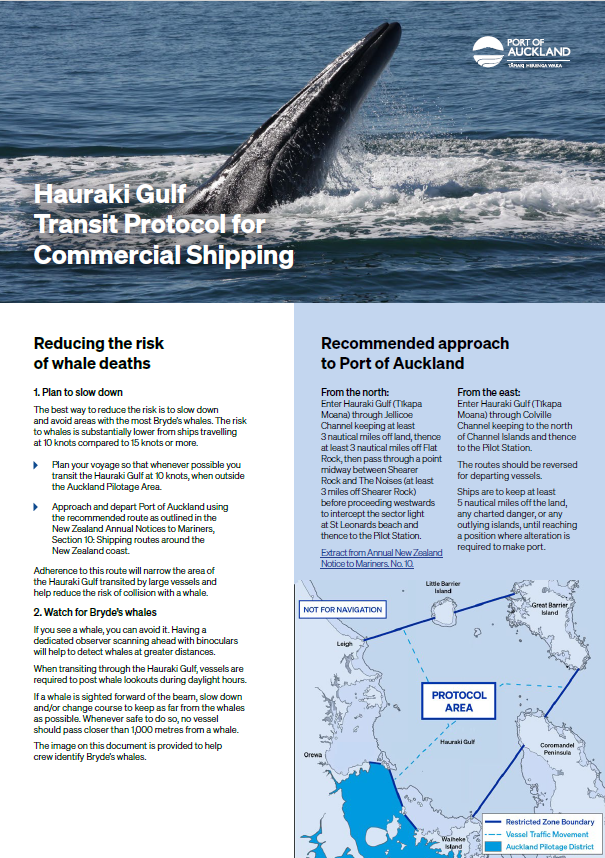 PORT OF
AUCKLAND
TĀMAKI HERENGA WAKA
Hauraki Gulf
Transit Protocol for
Commercial Shipping
Reducing the risk
of whale deaths
1. Plan to slow down
The best way to reduce the risk is to slow down
and avoid areas with the most Bryde's whales. The risk
to whales is substantially lower from ships travelling
at 10 knots compared to 15 knots or more.
Plan your voyage so that whenever possible you
transit the Hauraki Gulf at 10 knots, when outside
the Auckland Pilotage Area.
Approach and depart Port of Auckland using
the recommended route as outlined in the
New Zealand Annual Notices to Mariners,
Section 10: Shipping routes around the
New Zealand coast.
Adherence to this route will narrow the area of
the Hauraki Gulf transited by large vessels and
help reduce the risk of collision with a whale.
2. Watch for Bryde's whales
If you see a whale, you can avoid it. Having a
dedicated observer scanning ahead with binoculars
will help to detect whales at greater distances.
When transiting through the Hauraki Gulf, vessels are
required to post whale lookouts during daylight hours.
If a whale is sighted forward of the beam, slow down
and/or change course to keep as far from the whales
as possible. Whenever safe to do so, no vessel
should pass closer than 1,000 metres from a whale.
The image on this document is provided to help
crew identify Bryde's whales.
Recommended approach
to Port of Auckland
From the north:
Enter Hauraki Gulf (Tīkapa
Moana) through Jellicoe
Channel keeping at least
3 nautical miles off land, thence
at least 3 nautical miles off Flat
Rock, then pass through a point
midway between Shearer
Rock and The Noises (at least
3 miles off Shearer Rock)
before proceeding westwards
to intercept the sector light
at St Leonards beach and
thence to the Pilot Station.
Extract from Annual New Zealand
Notice to Mariners. No. 10.
From the east:
Enter Hauraki Gulf (Tīkapa
Moana) through Colville
Channel keeping to the north
of Channel Islands and thence
to the Pilot Station.
The routes should be reversed
for departing vessels.
Ships are to keep at least
5 nautical miles off the land,
any charted danger, or any
outlying islands, until reaching
a position where alteration is
required to make port.
Little Barrier
Island
NOT FOR NAVIGATION
Great Barrier
Island
Leigh
PROTOCOL
AREA
Hauraki Gulf
Coromandel
Peninsula
Orewa
Waiheke
Island
Restricted Zone Boundary
Vessel Traffic Movement
Auckland Pilotage District